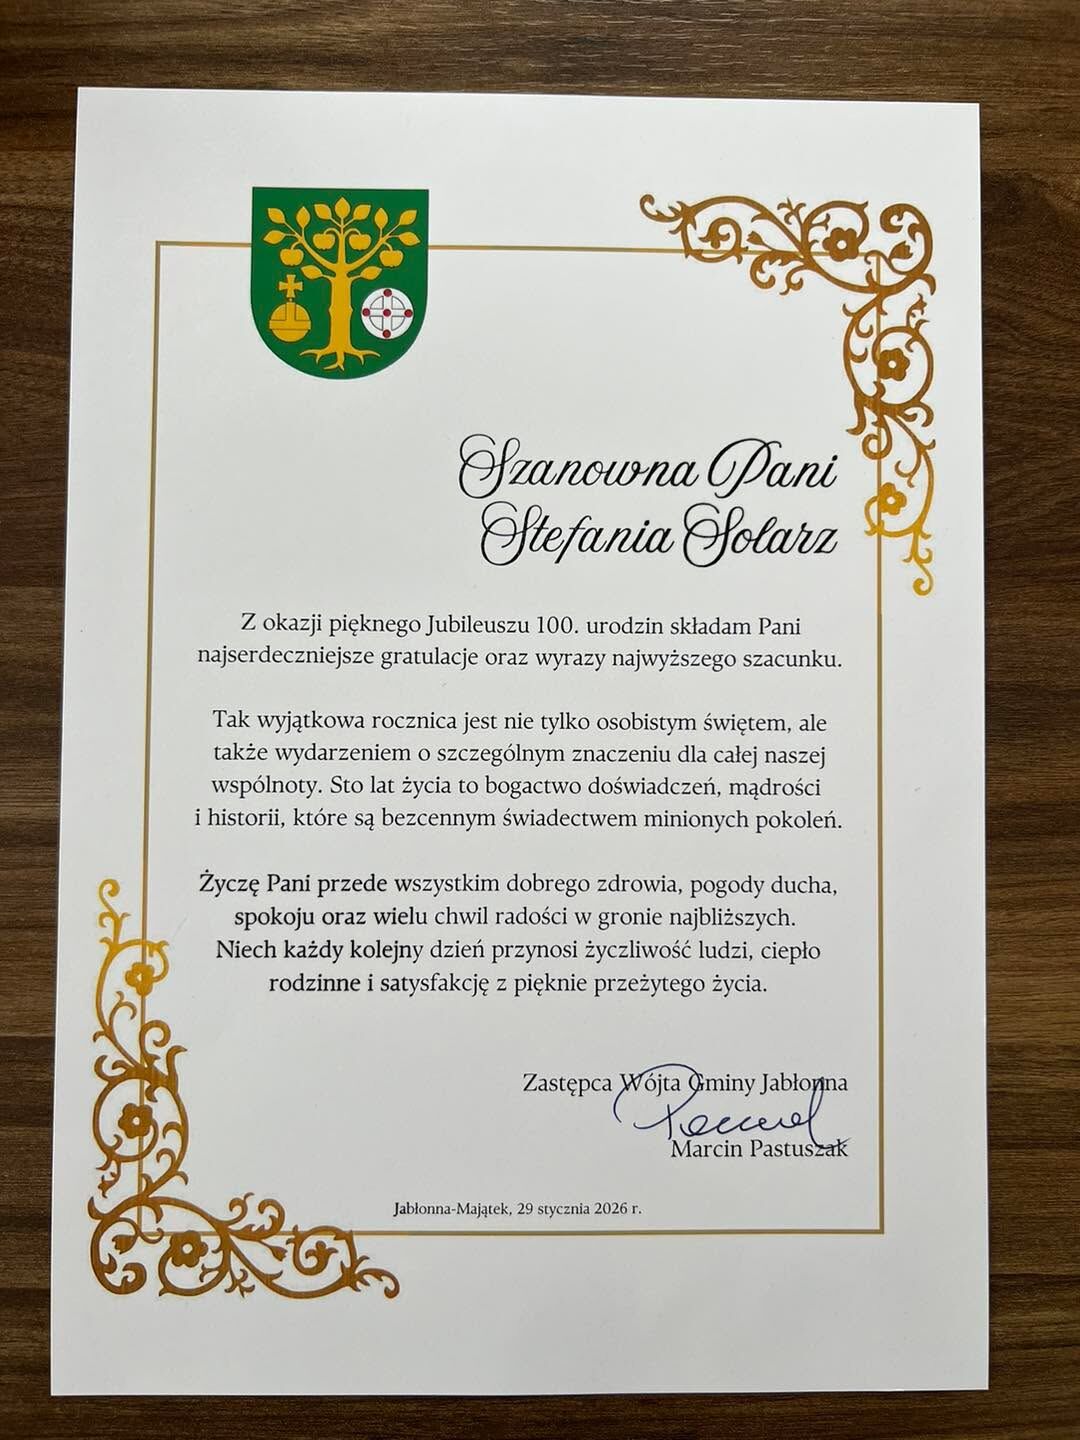 Szanowna Pani
Stefania Solarz
Z okazji pięknego Jubileuszu 100. urodzin składam Pani
najserdeczniejsze gratulacje oraz wyrazy najwyższego szacunku.
Tak wyjątkowa rocznica jest nie tylko osobistym świętem, ale
także wydarzeniem o szczególnym znaczeniu dla całej naszej
wspólnoty. Sto lat życia to bogactwo doświadczeń, mądrości
i historii, które są bezcennym świadectwem minionych pokoleń.
Życzę Pani przede wszystkim dobrego zdrowia, pogody ducha,
spokoju oraz wielu chwil radości w gronie najbliższych.
Niech każdy kolejny dzień przynosi życzliwość ludzi, ciepło
rodzinne i satysfakcję z pięknie przeżytego życia.
Zastępca Wójta Gminy Jabłonna
Marcin Pastuszak
Jabłonna-Majątek, 29 stycznia 2026 r.